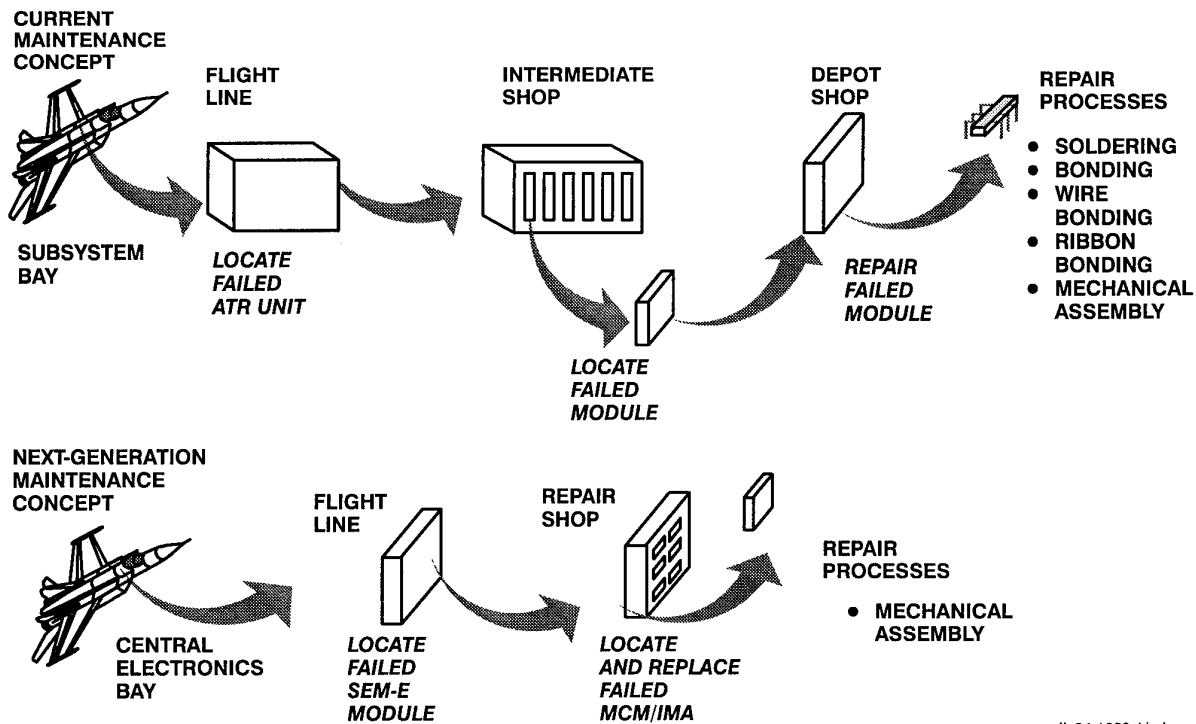 CURRENT
MAINTENANCE
CONCEPT
FLIGHT
LINE
INTERMEDIATE
SHOP
DEPOT
SHOP
REPAIR
PROCESSES
• SOLDERING
• BONDING
• WIRE
BONDING
• RIBBON
BONDING
• MECHANICAL
ASSEMBLY
SUBSYSTEM
BAY
LOCATE
FAILED
ATR UNIT
LOCATE
FAILED
MODULE
REPAIR
FAILED
MODULE
NEXT-GENERATION
MAINTENANCE
CONCEPT
FLIGHT
LINE
REPAIR
SHOP
REPAIR
PROCESSES
• MECHANICAL
ASSEMBLY
CENTRAL
ELECTRONICS
BAY
LOCATE
FAILED
SEM-E
MODULE
LOCATE
AND REPLACE
FAILED
MCM/IMA